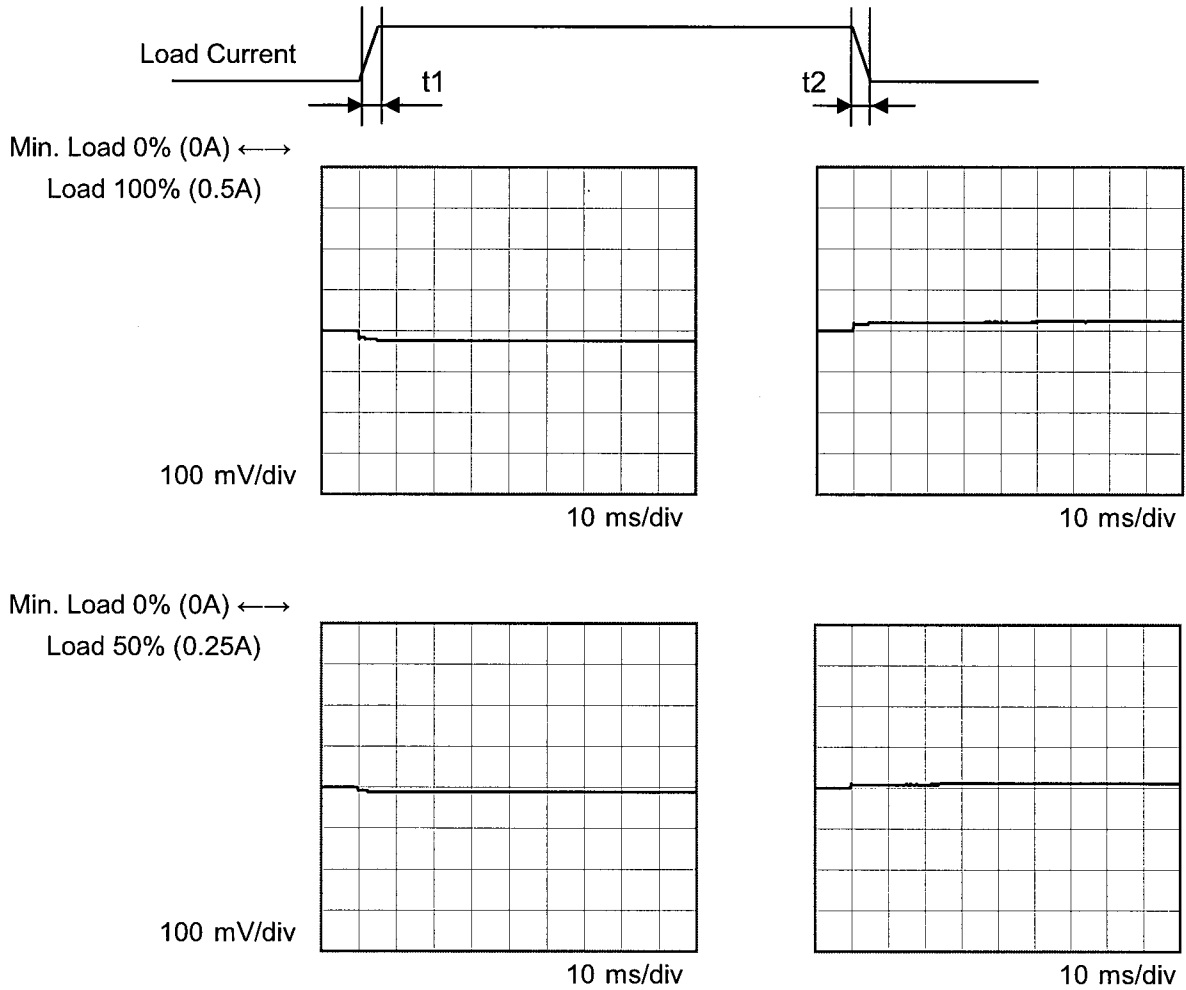 Load Current
t1
t2
Min. Load 0% (0A) ←→
Load 100% (0.5A)
100 mV/div
10 ms/div
10 ms/div
Min. Load 0% (0A) ←→
Load 50% (0.25A)
100 mV/div
10 ms/div
10 ms/div